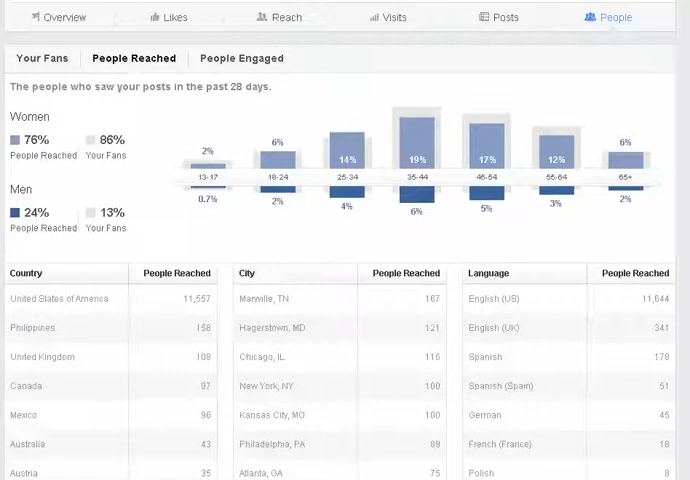 Overview Likes Reach Visits Posts People
Your Fans People Reached People Engaged
The people who saw your posts in the past 28 days.
Women
76% 86%
People Reached Your Fans
2% 6% 14% 19% 17% 12% 6%
13-17 18-24 25-34 35-44 45-54 55-64 65+
0.7% 2% 4% 6% 5% 3% 2%
Men
24% 13%
People Reached Your Fans
Country People Reached City People Reached Language People Reached
United States of America 11,557 Maryville, TN 167 English (US) 11,644
Philippines 158 Hagerstown, MD 121 English (UK) 341
United Kingdom 108 Chicago, IL 116 Spanish 178
Canada 97 New York, NY 100 Spanish (Spain) 51
Mexico 96 Kansas City, MO 100 German 45
Australia 43 Philadelphia, PA 89 French (France) 18
Austria 35 Atlanta, GA 75 Polish 8